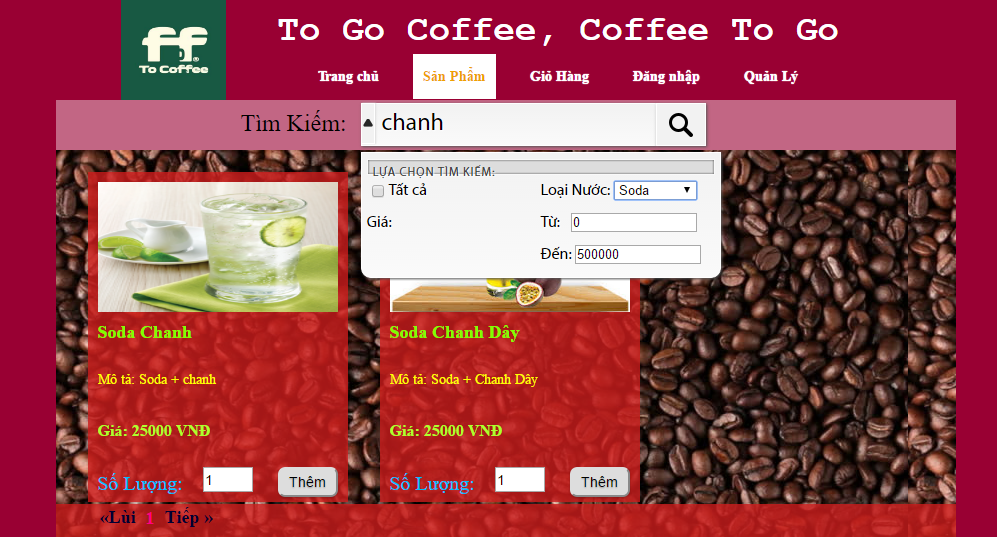 To Go Coffee, Coffee To Go
ff®
To Coffee
Trang chủ Sản Phẩm Giỏ Hàng Đăng nhập Quản Lý
Tìm Kiếm: chanh
LỰA CHỌN TÌM KIẾM:
Tất cả Loại Nước: Soda
Giá: Từ: 0
Đến: 500000
Soda Chanh
Mô tả: Soda + chanh
Giá: 25000 VNĐ
Số Lượng: 1 Thêm
Soda Chanh Dây
Mô tả: Soda + Chanh Dây
Giá: 25000 VNĐ
Số Lượng: 1 Thêm
«Lùi 1 Tiếp »